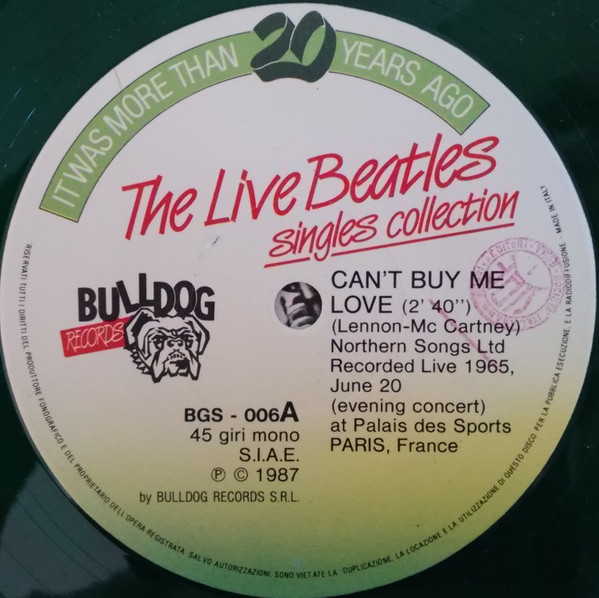 IT WAS MORE THAN 20 YEARS AGO
The Live Beatles
singles collection
BULLDOG
RECORDS
CAN'T BUY ME
LOVE (2' 40'')
(Lennon-Mc Cartney)
Northern Songs Ltd
Recorded Live 1965,
June 20
(evening concert)
at Palais des Sports
PARIS, France
BGS - 006A
45 giri mono
S.I.A.E.
℗ © 1987
by BULLDOG RECORDS S.R.L.
RISERVATI TUTTI I DIRITTI DEL PRODUTTORE FONOGRAFICO E DEL PROPRIETARIO DELL'OPERA REGISTRATA. SALVO AUTORIZZAZIONI, SONO VIETATE LA DUPLICAZIONE, LA LOCAZIONE E LA UTILIZZAZIONE DI QUESTO DISCO PER LA PUBBLICA ESECUZIONE, E LA RADIODIFFUSIONE. MADE IN ITALY